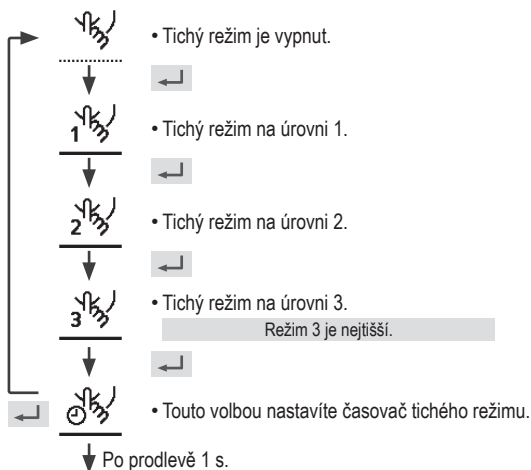 • Tichý režim je vypnut.
1
• Tichý režim na úrovni 1.
2
• Tichý režim na úrovni 2.
3
• Tichý režim na úrovni 3.
Režim 3 je nejtišší.
• Touto volbou nastavíte časovač tichého režimu.
Po prodlevě 1 s.